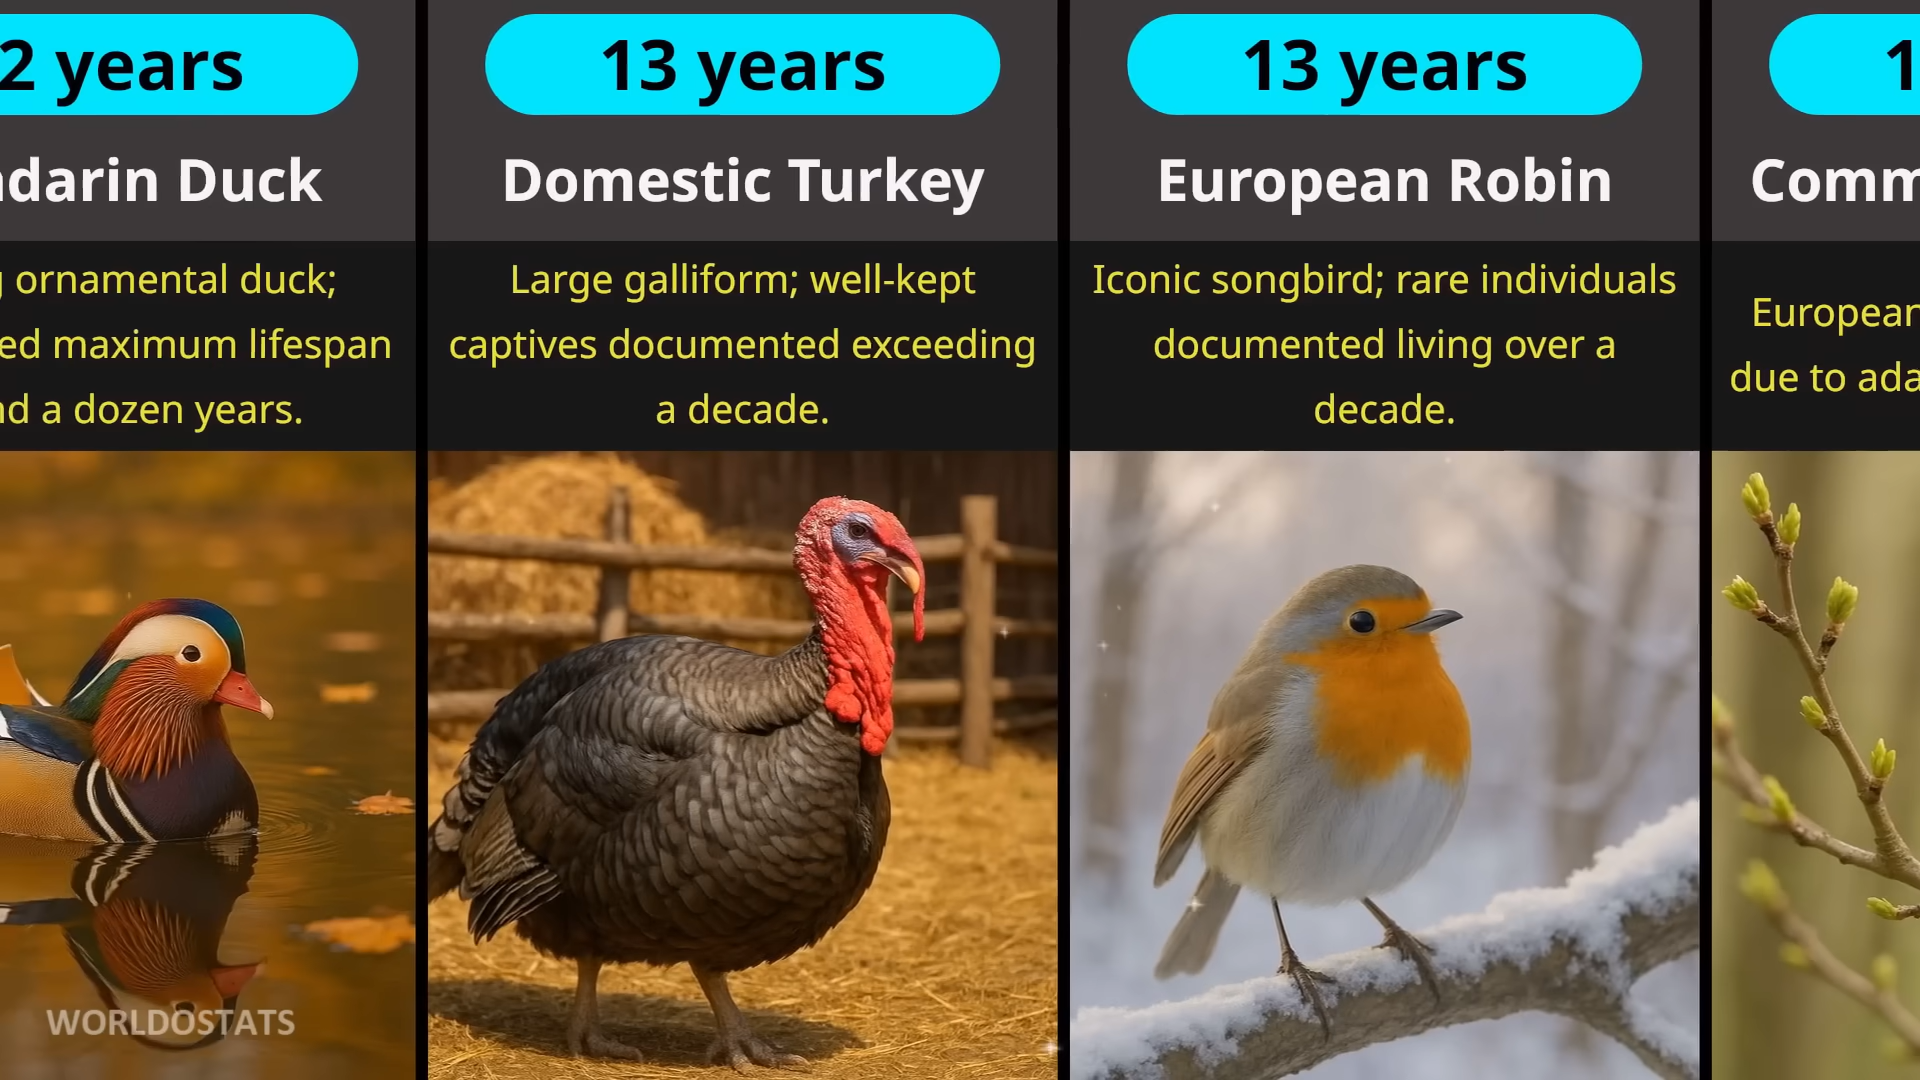 2 years
darin Duck
ornamental duck;
ed maximum lifespan
nd a dozen years.
13 years
Domestic Turkey
Large galliform; well-kept
captives documented exceeding
a decade.
13 years
European Robin
Iconic songbird; rare individuals
documented living over a
decade.
1
Comm
European
due to ada
WORLDOSTATS